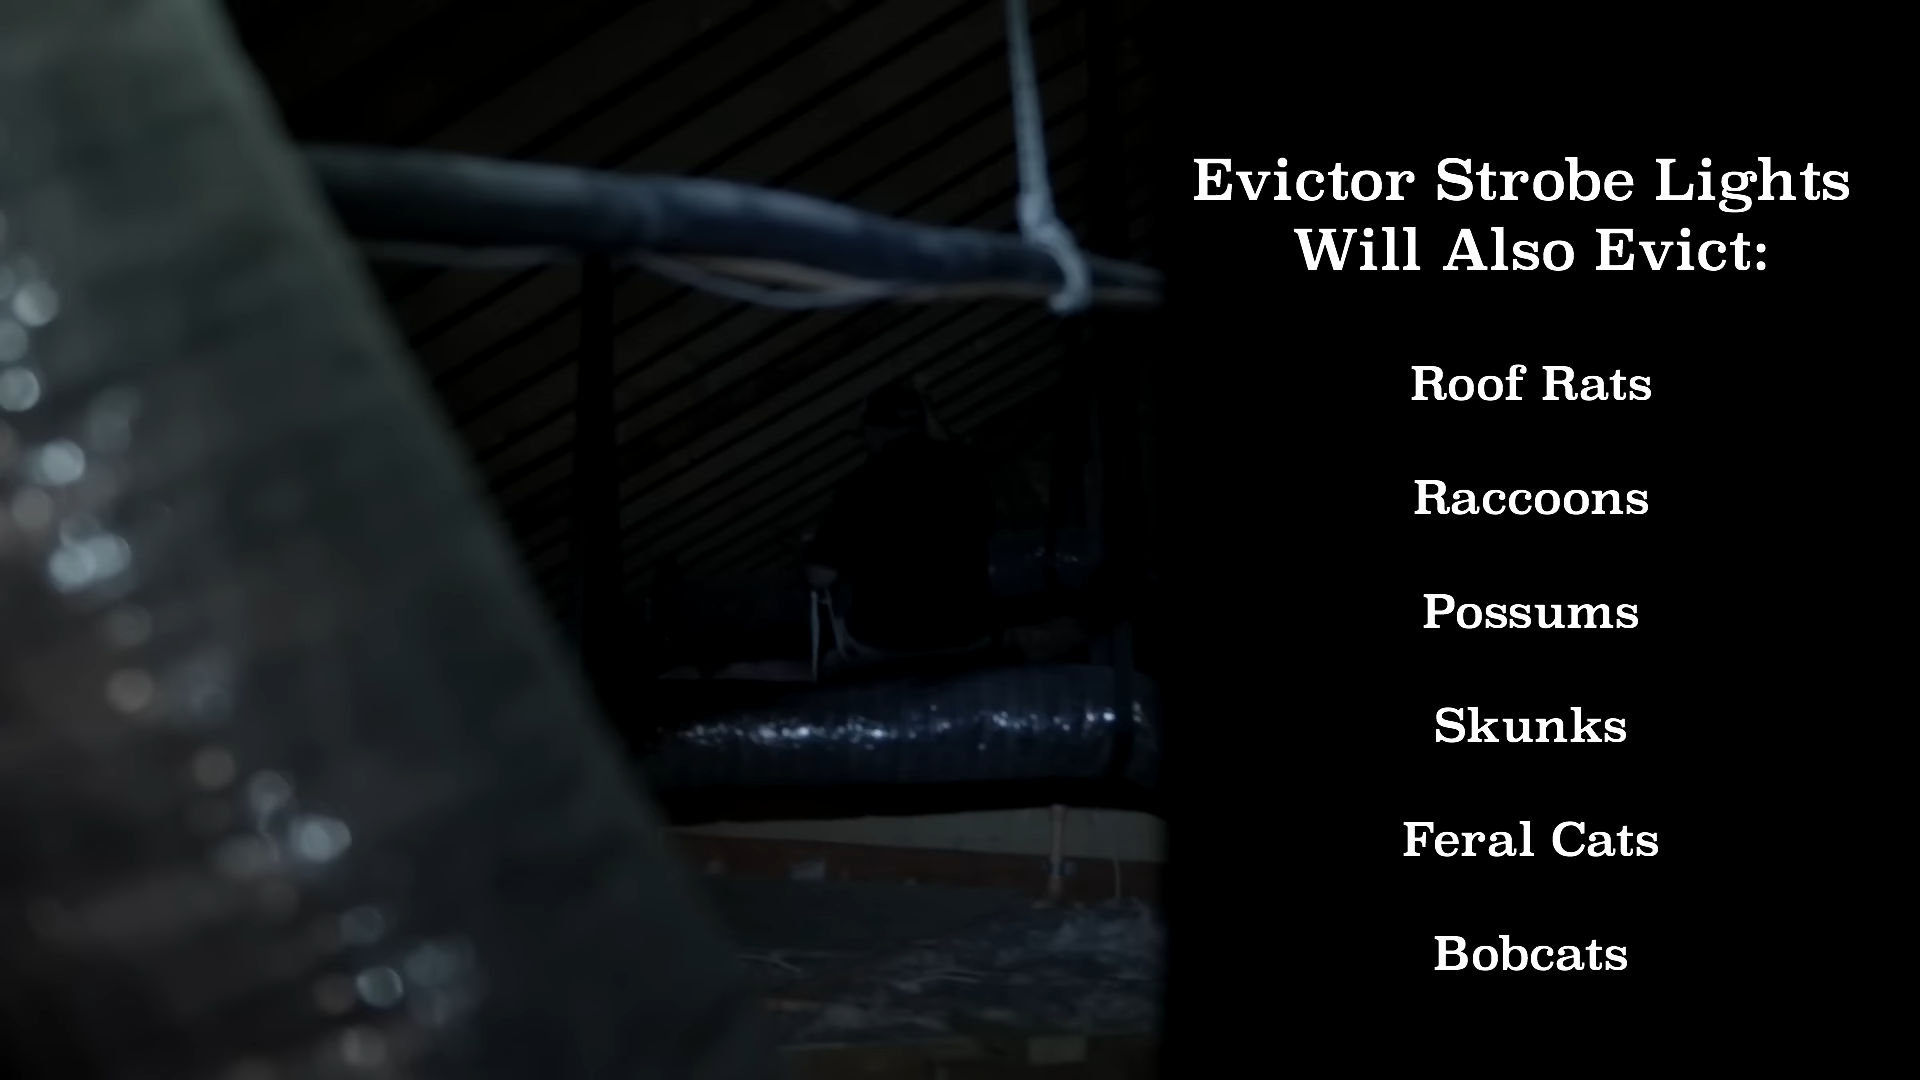 Evictor Strobe Lights
Will Also Evict:
Roof Rats
Raccoons
Possums
Skunks
Feral Cats
Bobcats